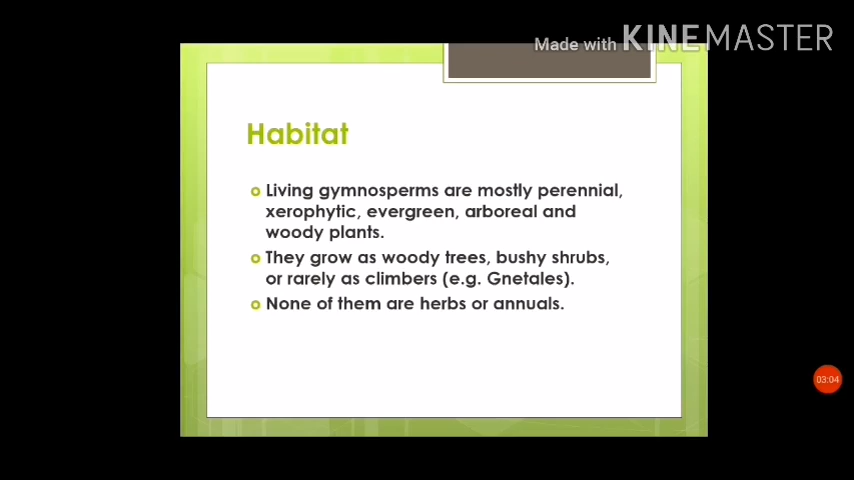 Made with KINEMASTER
Habitat
Living gymnosperms are mostly perennial,
xerophytic, evergreen, arboreal and
woody plants.
They grow as woody trees, bushy shrubs,
or rarely as climbers (e.g. Gnetales).
None of them are herbs or annuals.
03:04